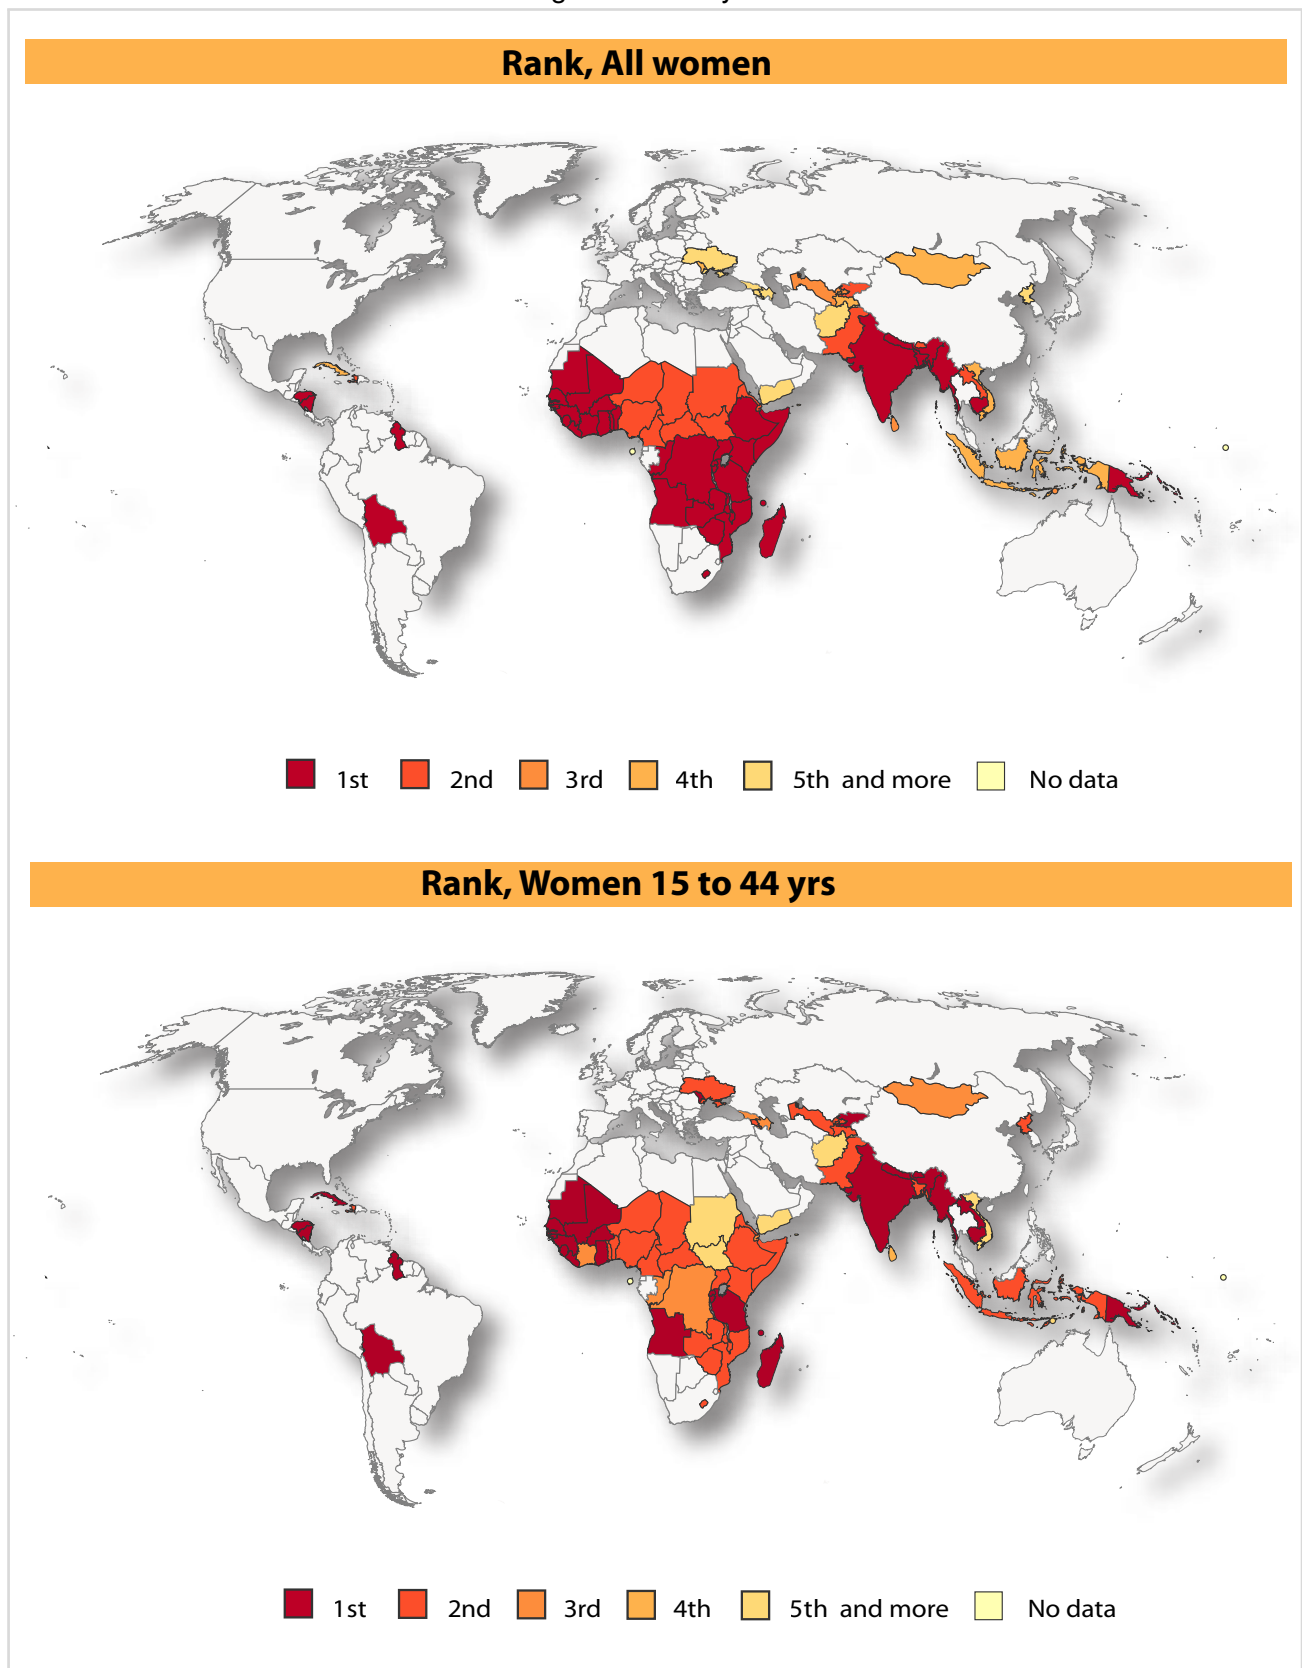 Rank, All women
1st 2nd 3rd 4th 5th and more No data
Rank, Women 15 to 44 yrs
1st 2nd 3rd 4th 5th and more No data